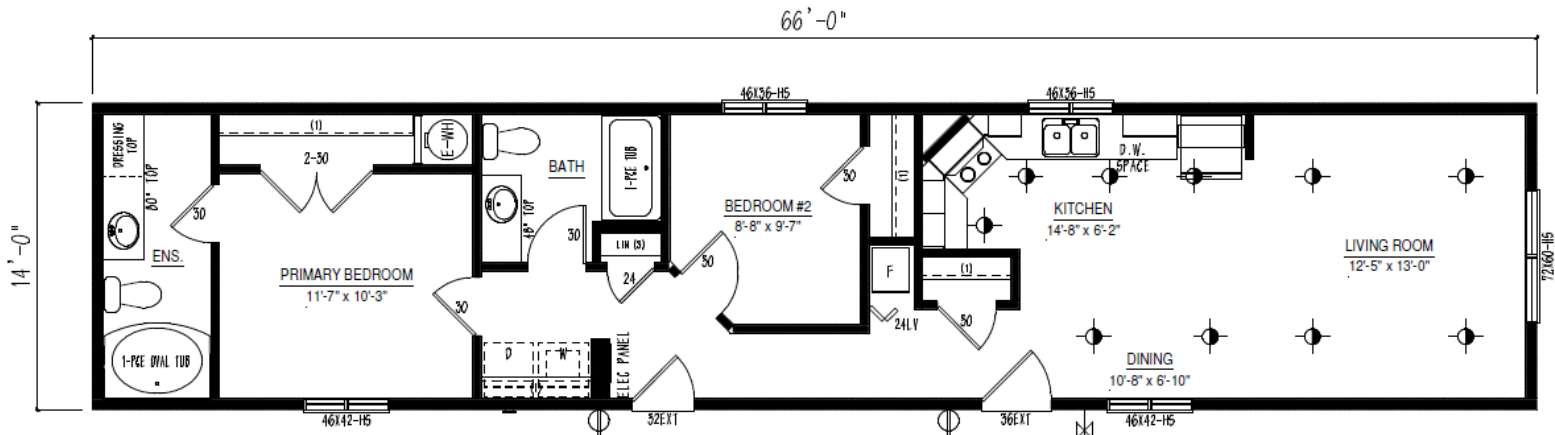 66'-0"
14'-0"
46X36-H5
46X36-H5
DRESSING TOP
80" TOP
30
ENS.
1-PCE OVAL TUB
(1)
2-30
E-WH
PRIMARY BEDROOM
11'-7" x 10'-3"
30
BATH
1-PCE TUB
48" TOP
30
LIN (3)
24
D
W
(1)
ELEC PANEL
BEDROOM #2
8'-8" x 9'-7"
30
30
(1)
F
24LV
(1)
30
D.W. SPACE
KITCHEN
14'-8" x 6'-2"
LIVING ROOM
12'-5" x 13'-0"
72X60-H5
DINING
10'-8" x 6'-10"
46X42-H5
32EXT
36EXT
46X42-H5